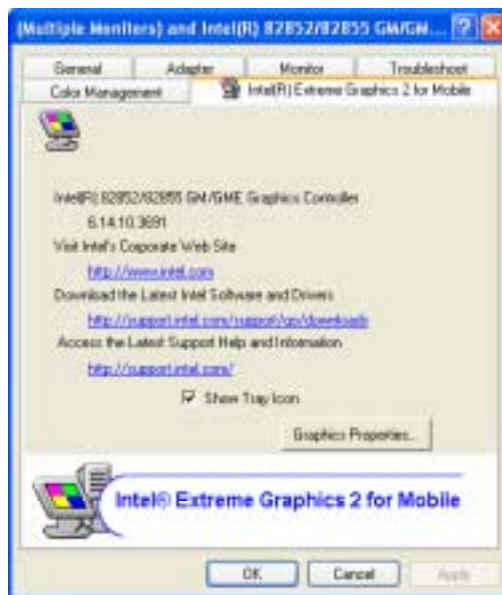 (Multiple Monitors) and Intel(R) 82852/82855 GM/GM...
General Adapter Monitor Troubleshoot
Color Management Intel(R) Extreme Graphics 2 for Mobile
Intel(R) 82852/82855 GM/GME Graphics Controller
6.14.10.3691
Visit Intel's Corporate Web Site
http://www.intel.com
Download the Latest Intel Software and Drivers
http://support.intel.com/support/go/downloads
Access the Latest Support Help and Information
http://support.intel.com/
Show Tray Icon
Graphics Properties...
Intel® Extreme Graphics 2 for Mobile
OK Cancel Apply